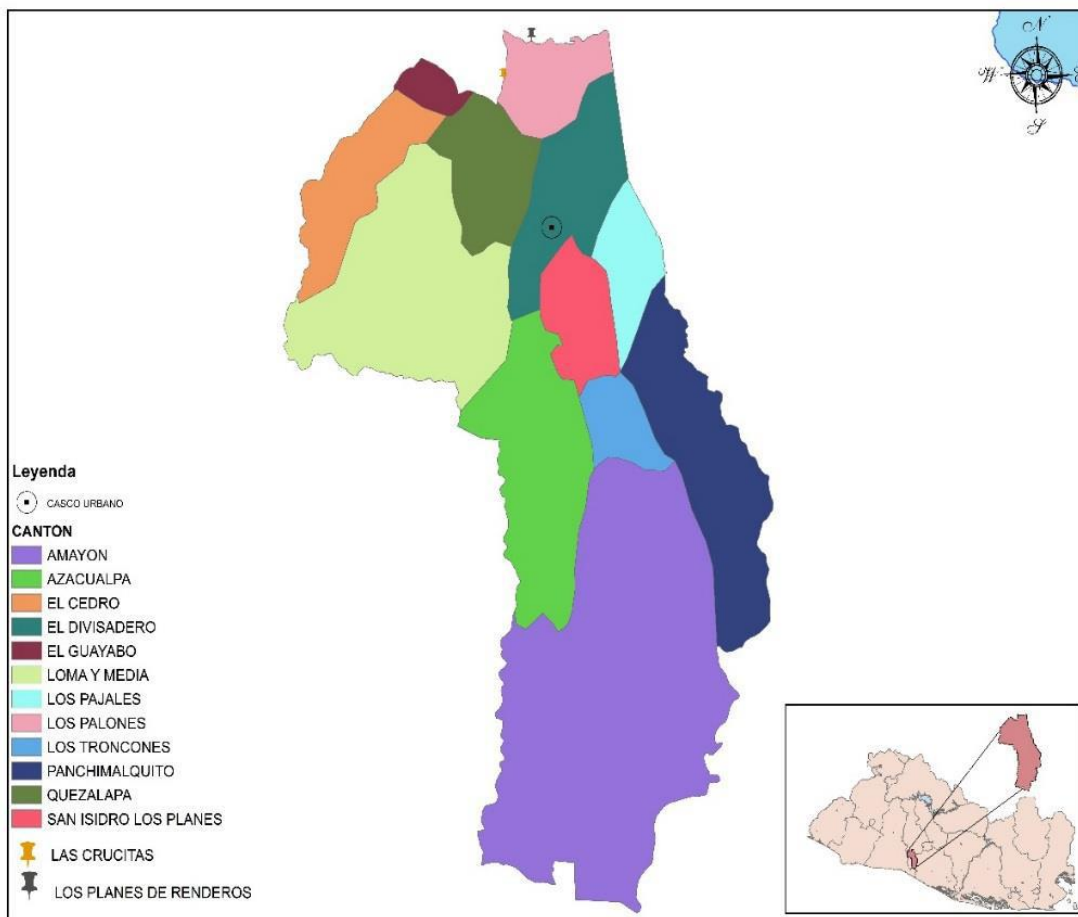 N
W
E
S
Leyenda
CASCO URBANO
CANTON
AMAYON
AZACUALPA
EL CEDRO
EL DIVISADERO
EL GUAYABO
LOMA Y MEDIA
LOS PAJALES
LOS PALONES
LOS TRONCONES
PANCHIMALQUITO
QUEZALAPA
SAN ISIDRO LOS PLANES
LAS CRUCITAS
LOS PLANES DE RENDEROS